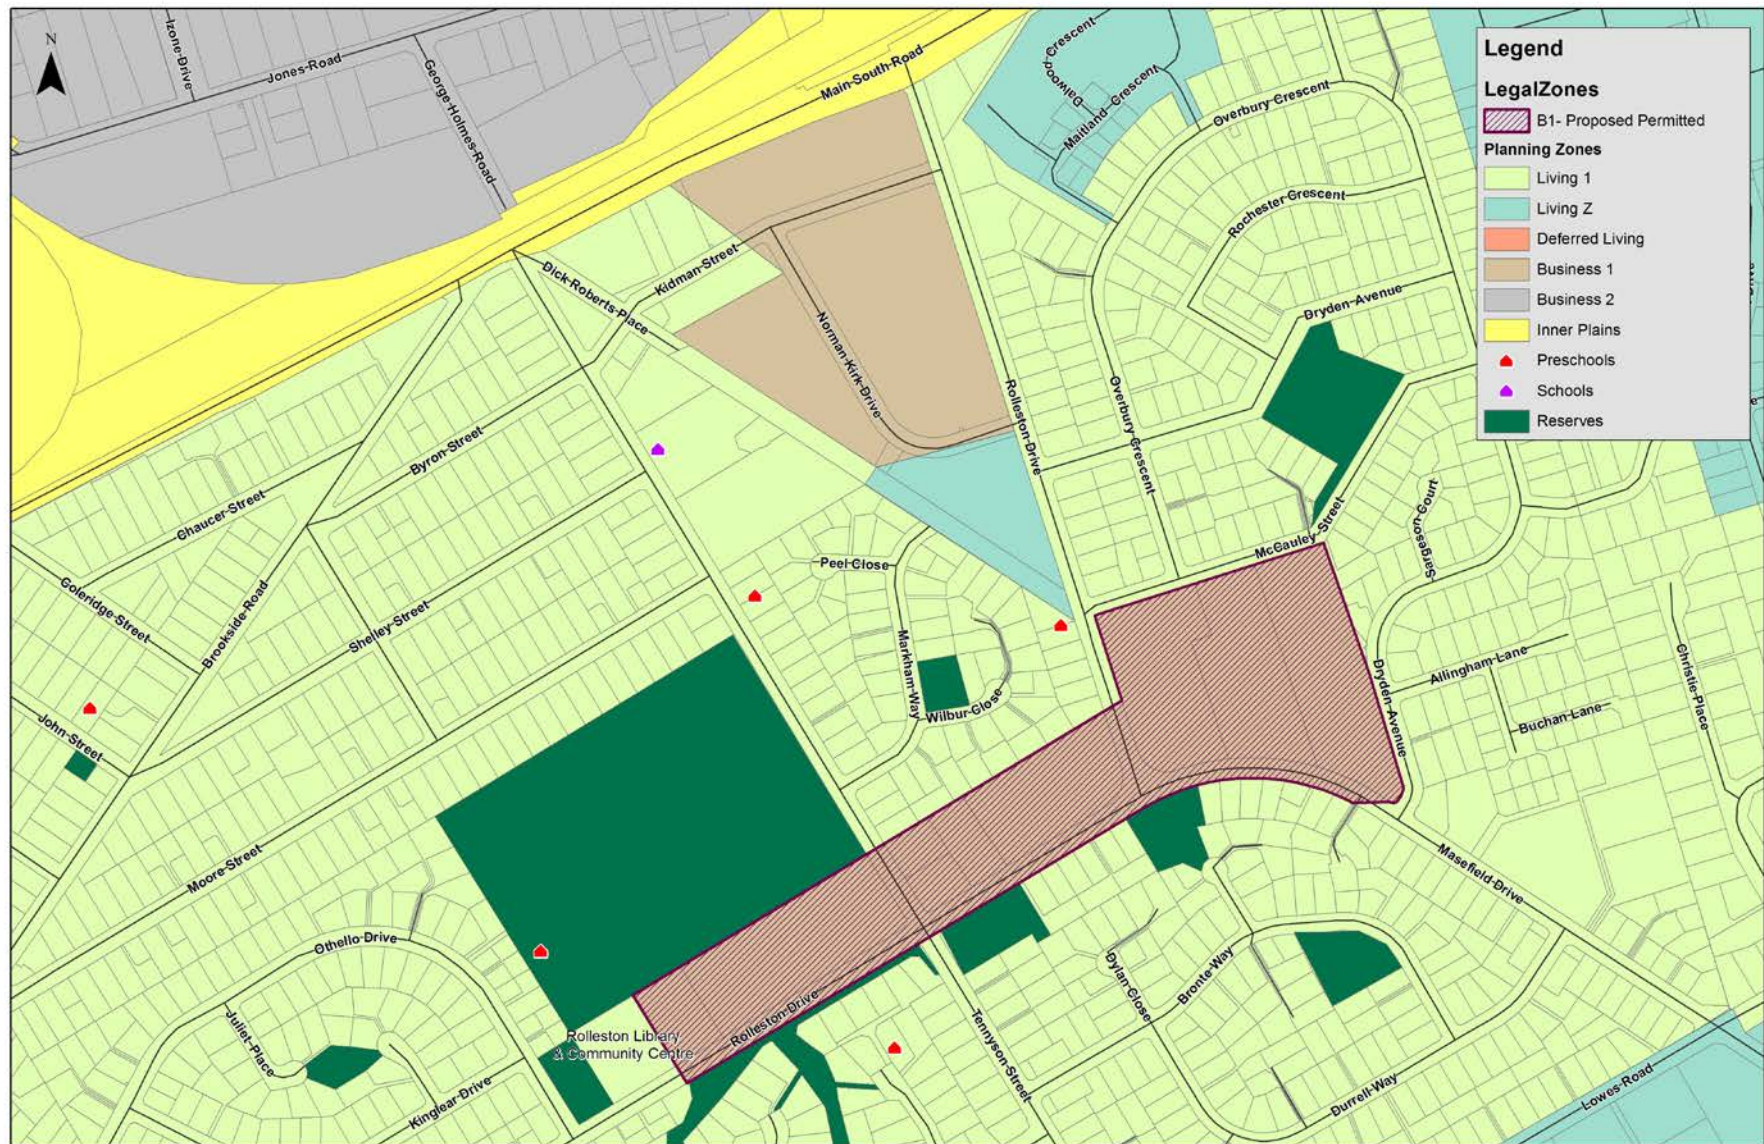 N
Izone Drive
Jones Road
George Holmes Road
Main South Road
Crescent
Dawood
Maitland Crescent
Overbury Crescent
Rochester Crescent
Dryden Avenue
Legend
LegalZones
B1- Proposed Permitted
Planning Zones
Living 1
Living Z
Deferred Living
Business 1
Business 2
Inner Plains
Preschools
Schools
Reserves
Dick Roberts Place
Kidman Street
Norman Kirk Drive
Rolleston Drive
Overbury Crescent
Byron Street
Chaucer Street
Goleridge Street
Brookside Road
Shelley Street
John Street
Moore Street
Peel Close
Markham Way
Wilbur Close
McCauley Street
Sargeson Court
Ailingham Lane
Buchan Lane
Christie Place
Dryden Avenue
Masefield Drive
Othello Drive
Juliet Place
Kinglear Drive
Rolleston Library
& Community Centre
Rolleston Drive
Tennyson Street
Dylan Close
Bronte Way
Durrell Way
Lowes Road